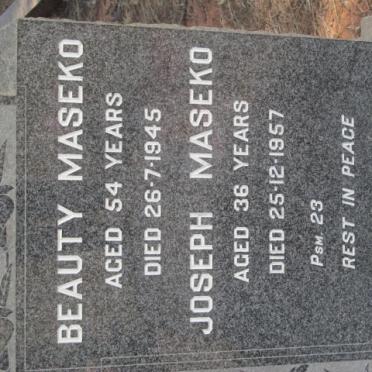 BEAUTY MASEKO
AGED 54 YEARS
DIED 26-7-1945
JOSEPH MASEKO
AGED 36 YEARS
DIED 25-12-1957
PSM 23
REST IN PEACE